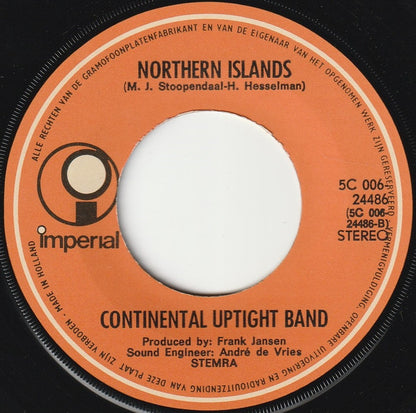 ALLE RECHTEN VAN DE GRAMOFOONPLATENFABRIKANT EN VAN DE EIGENAAR VAN HET OPGENOMEN WERK ZIJN GERESERVEERD. VERMENIGVULDIGING, OPENBARE UITVOERING EN RADIOUITZENDING VAN DEZE PLAAT ZIJN VERBODEN - MADE IN HOLLAND
NORTHERN ISLANDS
(M. J. Stoopendaal-H. Hesselman)
i
imperial
5C 006-
24486
(5C 006-
24486-B)
STEREO
CONTINENTAL UPTIGHT BAND
Produced by: Frank Jansen
Sound Engineer: André de Vries
STEMRA